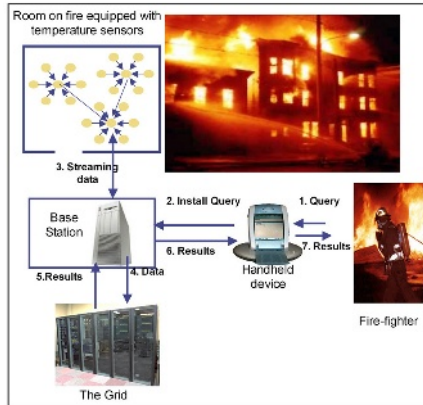 Room on fire equipped with
temperature sensors
3. Streaming
data
2. Install Query
1. Query
Base
Station
6. Results
7. Results
5.Results
4. Data
Handheld
device
Fire-fighter
The Grid